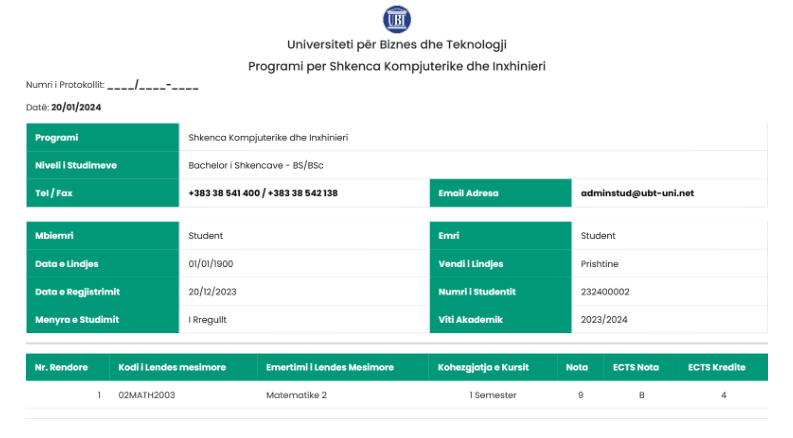 UBT
Universiteti për Biznes dhe Teknologji
Programi per Shkenca Kompjuterike dhe Inxhinieri
Numri i Protokollit: ____/____-____
Datë: 20/01/2024
Programi Shkenca Kompjuterike dhe Inxhinieri
Niveli i Studimeve Bachelor i Shkencave - BS/BSc
Tel / Fax +383 38 541 400 / +383 38 542 138 Email Adresa adminstud@ubt-uni.net
Mbiemri Student Emri Student
Data e Lindjes 01/01/1900 Vendi i Lindjes Prishtine
Data e Regjistrimit 20/12/2023 Numri i Studentit 232400002
Menyra e Studimit I Rregullt Viti Akademik 2023/2024
Nr. Rendore Kodi i Lendes mesimore Emertimi i Lendes Mesimore Kohezgjatja e Kursit Nota ECTS Nota ECTS Kredite
1 02MATH2003 Matematike 2 1 Semester 9 B 4